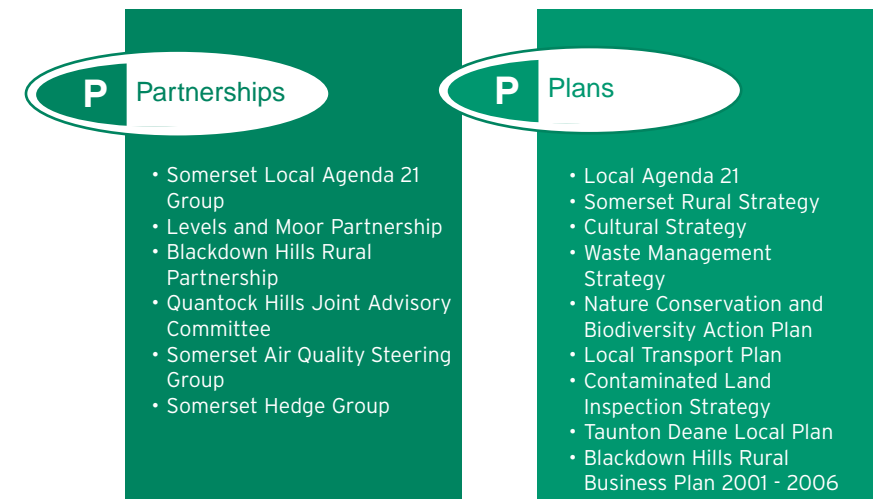 P Partnerships
• Somerset Local Agenda 21
Group
• Levels and Moor Partnership
• Blackdown Hills Rural
Partnership
• Quantock Hills Joint Advisory
Committee
• Somerset Air Quality Steering
Group
• Somerset Hedge Group
P Plans
• Local Agenda 21
• Somerset Rural Strategy
• Cultural Strategy
• Waste Management
Strategy
• Nature Conservation and
Biodiversity Action Plan
• Local Transport Plan
• Contaminated Land
Inspection Strategy
• Taunton Deane Local Plan
• Blackdown Hills Rural
Business Plan 2001 - 2006